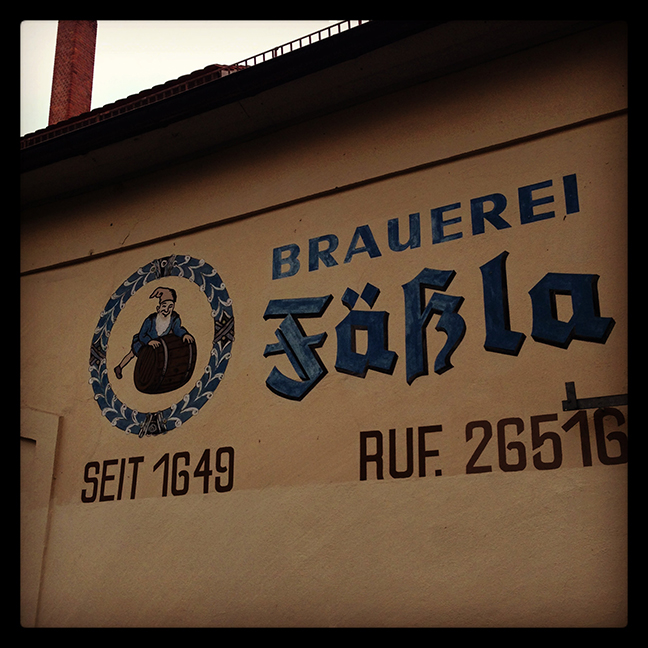 BRAUEREI
Fäßla
SEIT 1649
RUF. 26516